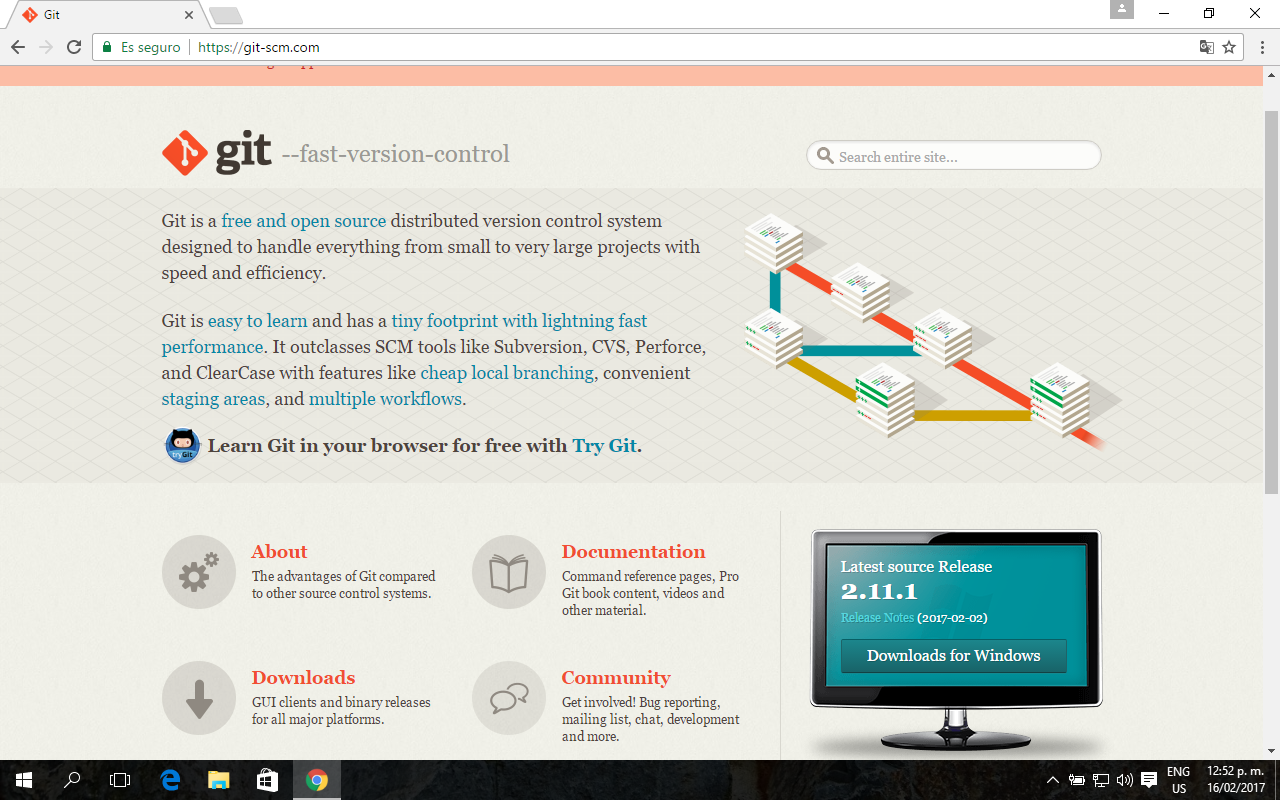 Git
Es seguro
https://git-scm.com
git --fast-version-control
Search entire site...
Git is a free and open source distributed version control system
designed to handle everything from small to very large projects with
speed and efficiency.
Git is easy to learn and has a tiny footprint with lightning fast
performance. It outclasses SCM tools like Subversion, CVS, Perforce,
and ClearCase with features like cheap local branching, convenient
staging areas, and multiple workflows.
tryGit
Learn Git in your browser for free with Try Git.
About
The advantages of Git compared
to other source control systems.
Documentation
Command reference pages, Pro
Git book content, videos and
other material.
Downloads
GUI clients and binary releases
for all major platforms.
Community
Get involved! Bug reporting,
mailing list, chat, development
and more.
Latest source Release
2.11.1
Release Notes (2017-02-02)
Downloads for Windows
ENG
US
12:52 p. m.
16/02/2017